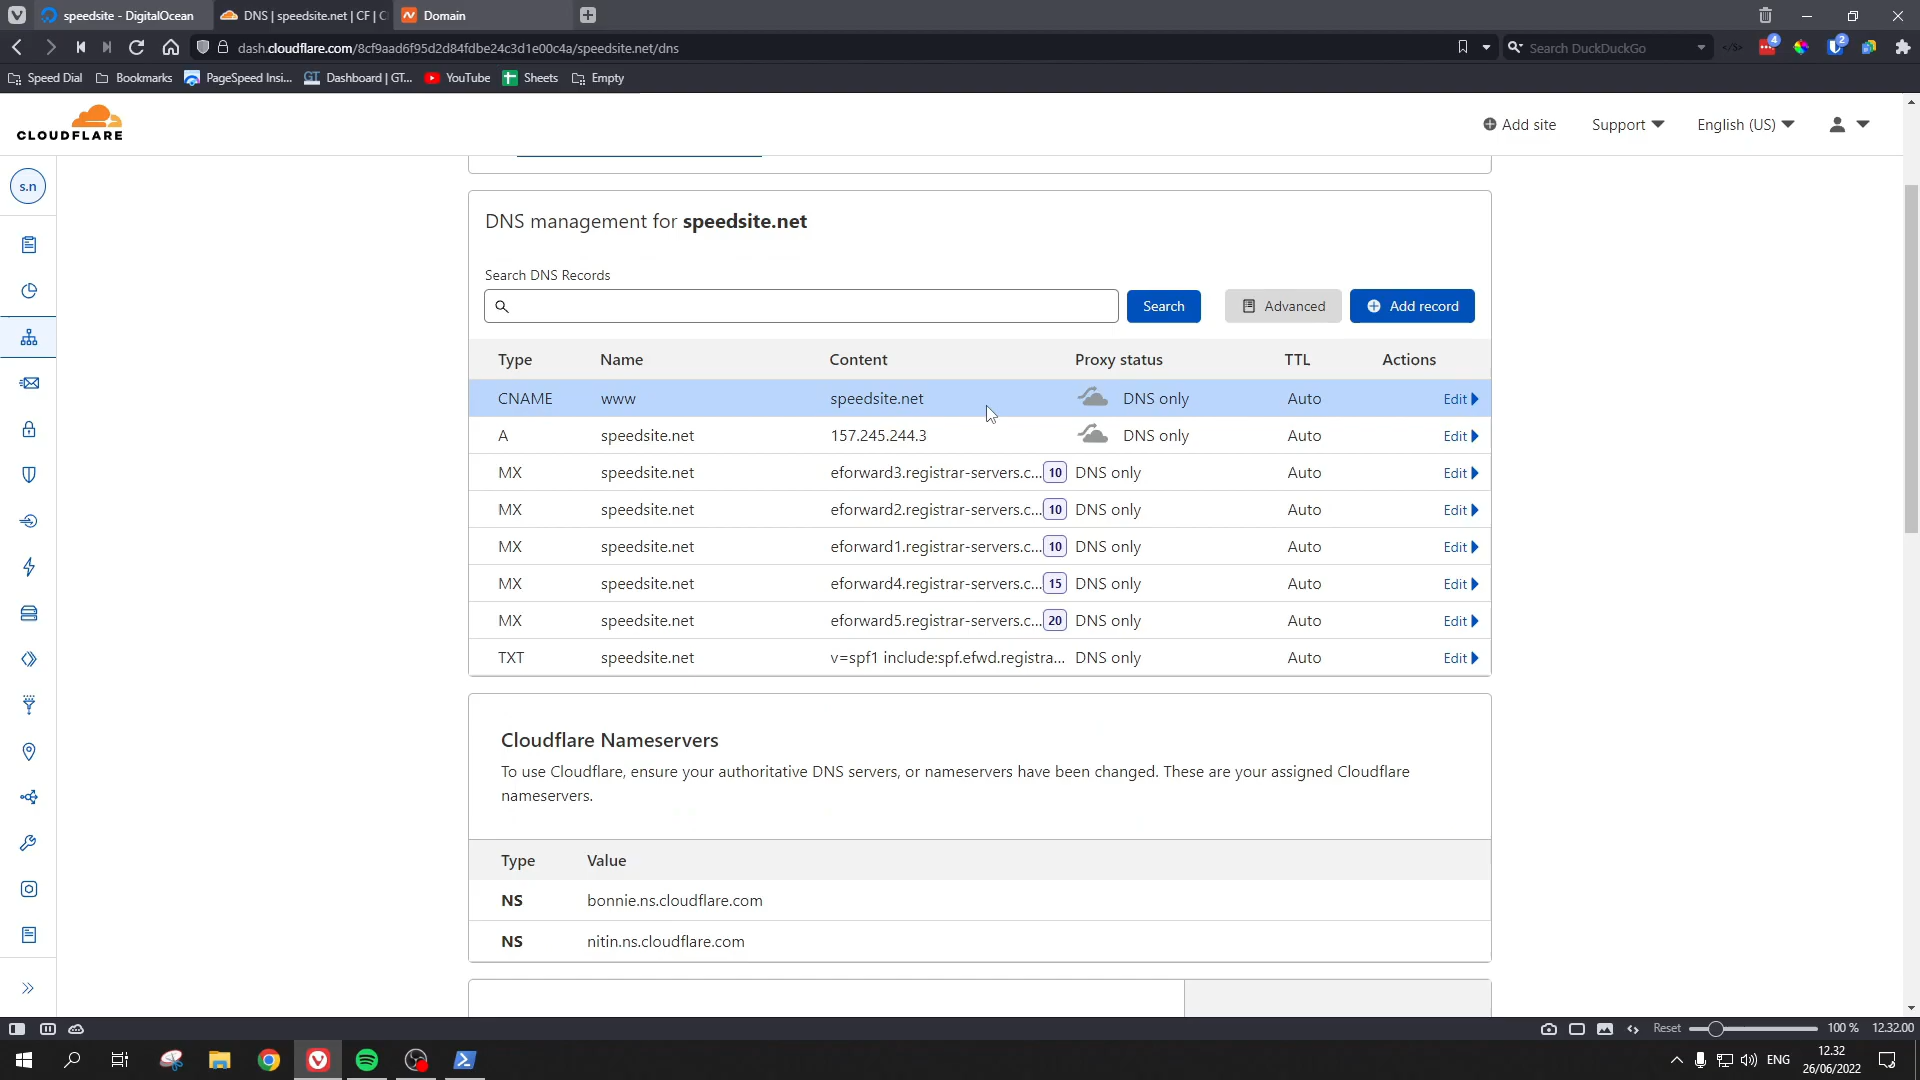 speedsite - DigitalOcean
DNS | speedsite.net | CF | C
Domain
dash.cloudflare.com/8cf9aad6f95d2d84fdbe24c3d1e00c4a/speedsite.net/dns
Search DuckDuckGo
4
2
Speed Dial
Bookmarks
PageSpeed Insi...
GT Dashboard | GT...
YouTube
Sheets
Empty
CLOUDFLARE
Add site
Support
English (US)
s.n
DNS management for speedsite.net
Search DNS Records
Search
Advanced
Add record
Type Name Content Proxy status TTL Actions
CNAME www speedsite.net DNS only Auto Edit
A speedsite.net 157.245.244.3 DNS only Auto Edit
MX speedsite.net eforward3.registrar-servers.c... 10 DNS only Auto Edit
MX speedsite.net eforward2.registrar-servers.c... 10 DNS only Auto Edit
MX speedsite.net eforward1.registrar-servers.c... 10 DNS only Auto Edit
MX speedsite.net eforward4.registrar-servers.c... 15 DNS only Auto Edit
MX speedsite.net eforward5.registrar-servers.c... 20 DNS only Auto Edit
TXT speedsite.net v=spf1 include:spf.efwd.registra... DNS only Auto Edit
Cloudflare Nameservers
To use Cloudflare, ensure your authoritative DNS servers, or nameservers have been changed. These are your assigned Cloudflare
nameservers.
Type Value
NS bonnie.ns.cloudflare.com
NS nitin.ns.cloudflare.com
Reset
100 %
12.32.00
ENG
12.32
26/06/2022